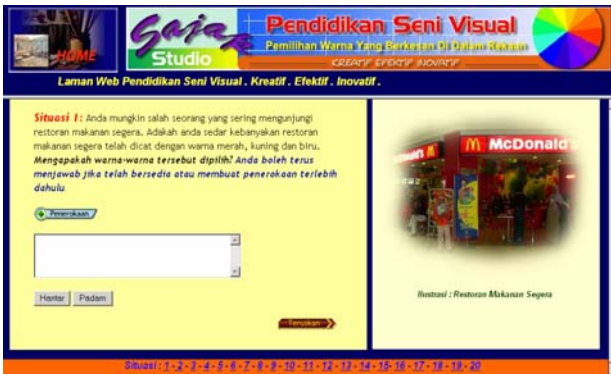 HOME
Gajah
Studio
Pendidikan Seni Visual
Pemilihan Warna Yang Berkesan Di Dalam Rekaan
CREATIF EFEKTIF INOVATIF
Laman Web Pendidikan Seni Visual . Kreatif . Efektif . Inovatif .
Situasi 1: Anda mungkin salah seorang yang sering mengunjungi
restoran makanan segera. Adakah anda sedar kebanyakan restoran
makanan segera telah dicat dengan warna merah, kuning dan biru.
Mengapakah warna-warna tersebut dipilih? Anda boleh terus
menjawab jika telah bersedia atau membuat penerokaan terlebih
dahulu.
Penerokaan
Hantar Padam
Teruskan
McDonald
Ilustrasi : Restoran Makanan Segera
Situasi : 1 - 2 - 3 - 4 - 5 - 6 - 7 - 8 - 9 - 10 - 11 - 12 - 13 - 14 - 15 - 16 - 17 - 18 - 19 - 20